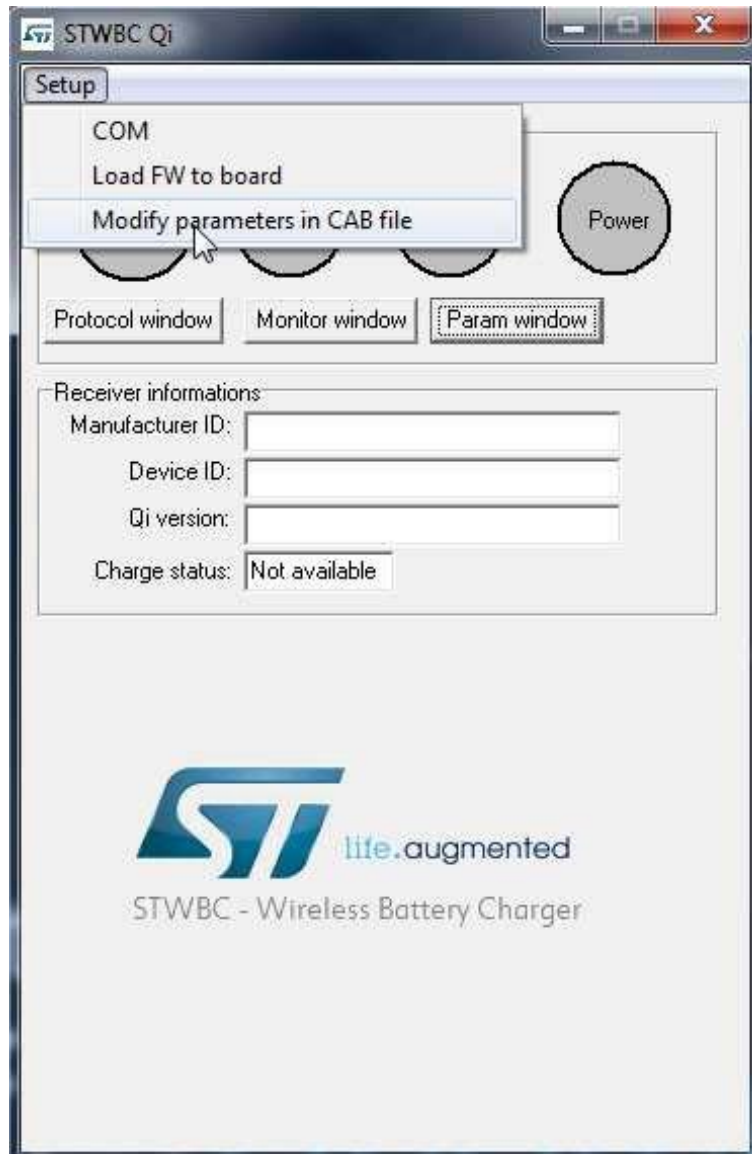 STWBC Qi
Setup
COM
Load FW to board
Modify parameters in CAB file
Power
Protocol window
Monitor window
Param window
Receiver informations
Manufacturer ID:
Device ID:
Qi version:
Charge status: Not available
ST
life.augmented
STWBC - Wireless Battery Charger